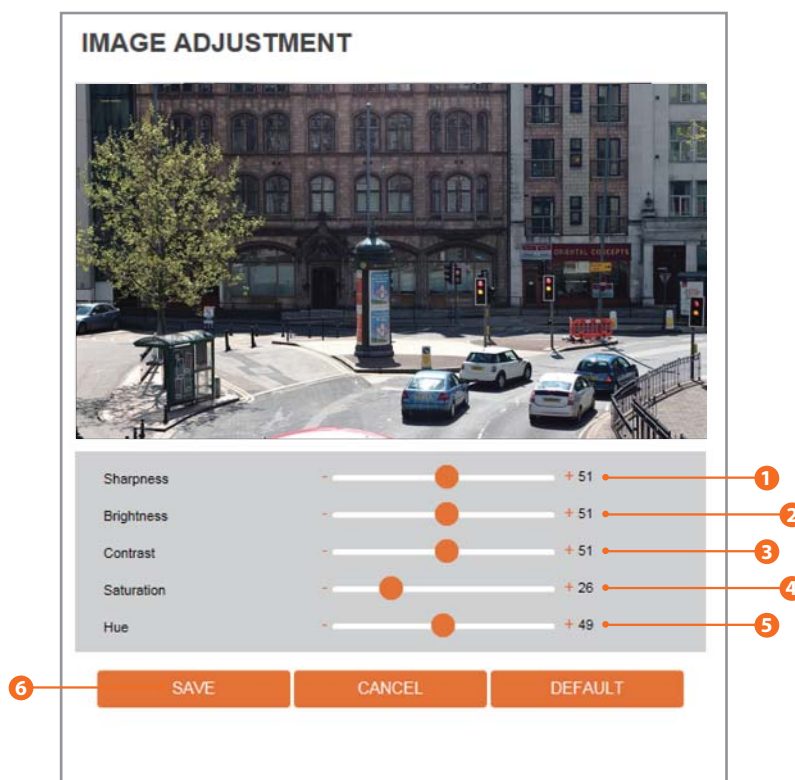 IMAGE ADJUSTMENT
ORIENTAL CONCEPTS
Sharpness - + 51 1
Brightness - + 51 2
Contrast - + 51 3
Saturation - + 26 4
Hue - + 49 5
6 SAVE CANCEL DEFAULT